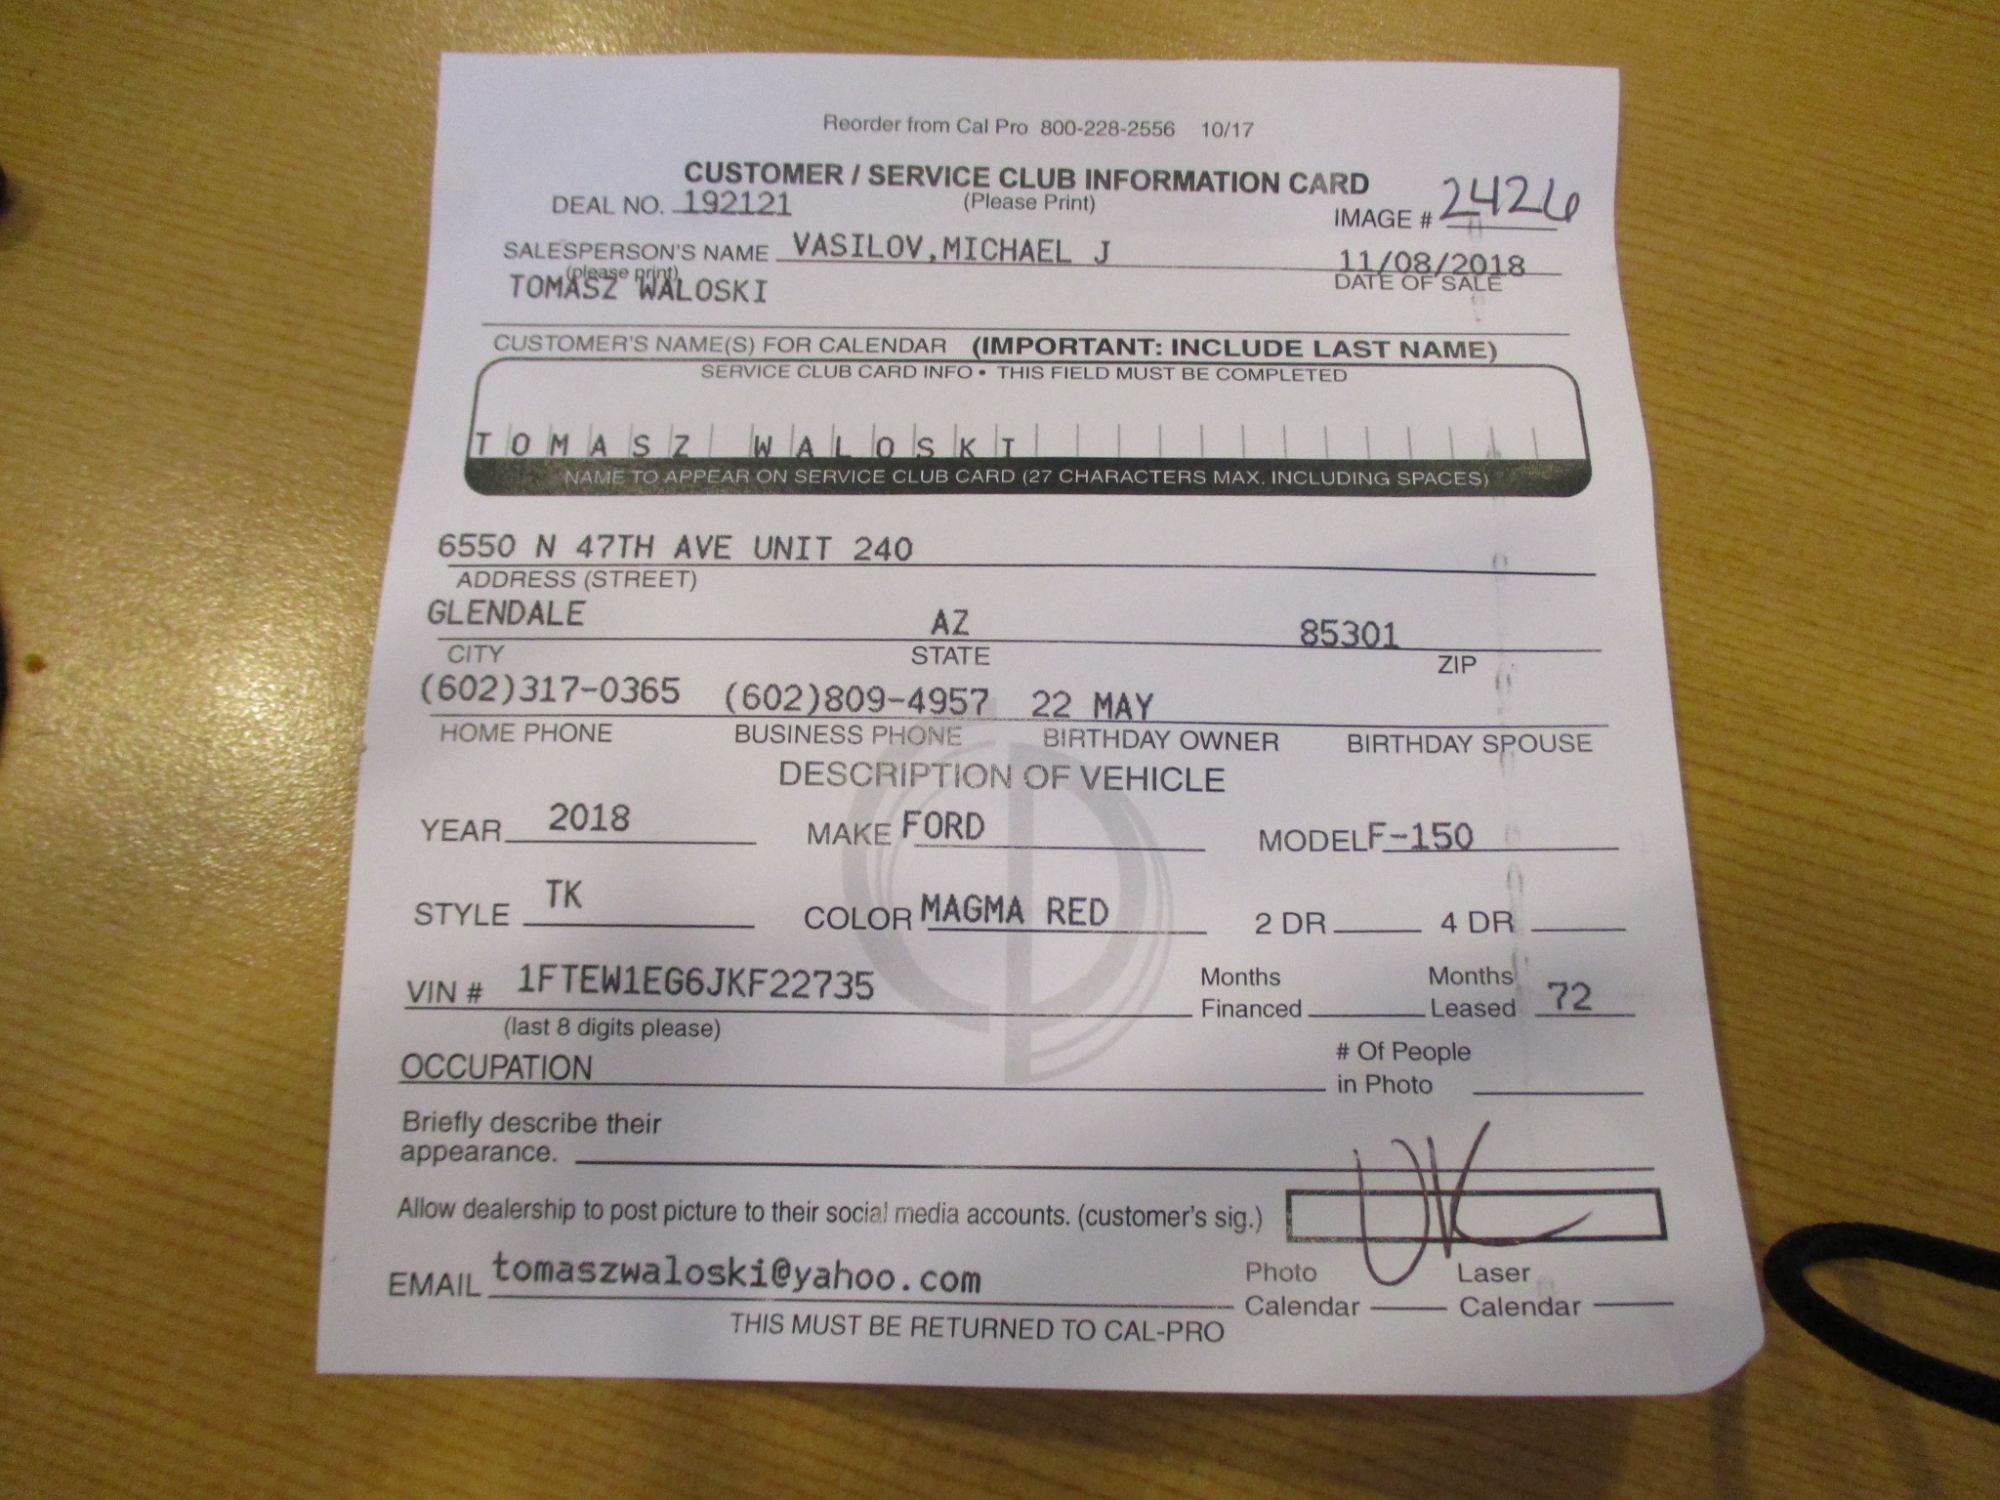 Reorder from Cal Pro 800-228-2556 10/17
CUSTOMER / SERVICE CLUB INFORMATION CARD
DEAL NO. 192121 (Please Print) IMAGE # 2426
SALESPERSON'S NAME VASILOV,MICHAEL J 11/08/2018
(please print) DATE OF SALE
TOMASZ WALOSKI
CUSTOMER'S NAME(S) FOR CALENDAR (IMPORTANT: INCLUDE LAST NAME)
SERVICE CLUB CARD INFO • THIS FIELD MUST BE COMPLETED
TOMASZ WALOSKI
NAME TO APPEAR ON SERVICE CLUB CARD (27 CHARACTERS MAX. INCLUDING SPACES)
6550 N 47TH AVE UNIT 240
ADDRESS (STREET)
GLENDALE AZ 85301
CITY STATE ZIP
(602)317-0365 (602)809-4957 22 MAY
HOME PHONE BUSINESS PHONE BIRTHDAY OWNER BIRTHDAY SPOUSE
DESCRIPTION OF VEHICLE
YEAR 2018 MAKE FORD MODEL F-150
STYLE TK COLOR MAGMA RED 2 DR 4 DR
VIN # 1FTEW1EG6JKF22735 Months Financed Months Leased 72
(last 8 digits please)
OCCUPATION # Of People in Photo
Briefly describe their
appearance.
Allow dealership to post picture to their social media accounts. (customer's sig.)
EMAIL tomaszwaloski@yahoo.com Photo Calendar Laser Calendar
THIS MUST BE RETURNED TO CAL-PRO